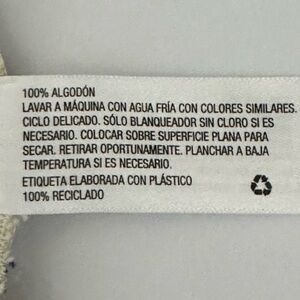 100% ALGODÓN
LAVAR A MÁQUINA CON AGUA FRÍA CON COLORES SIMILARES.
CICLO DELICADO. SÓLO BLANQUEADOR SIN CLORO SI ES
NECESARIO. COLOCAR SOBRE SUPERFICIE PLANA PARA
SECAR. RETIRAR OPORTUNAMENTE. PLANCHAR A BAJA
TEMPERATURA SI ES NECESARIO.
ETIQUETA ELABORADA CON PLÁSTICO
100% RECICLADO